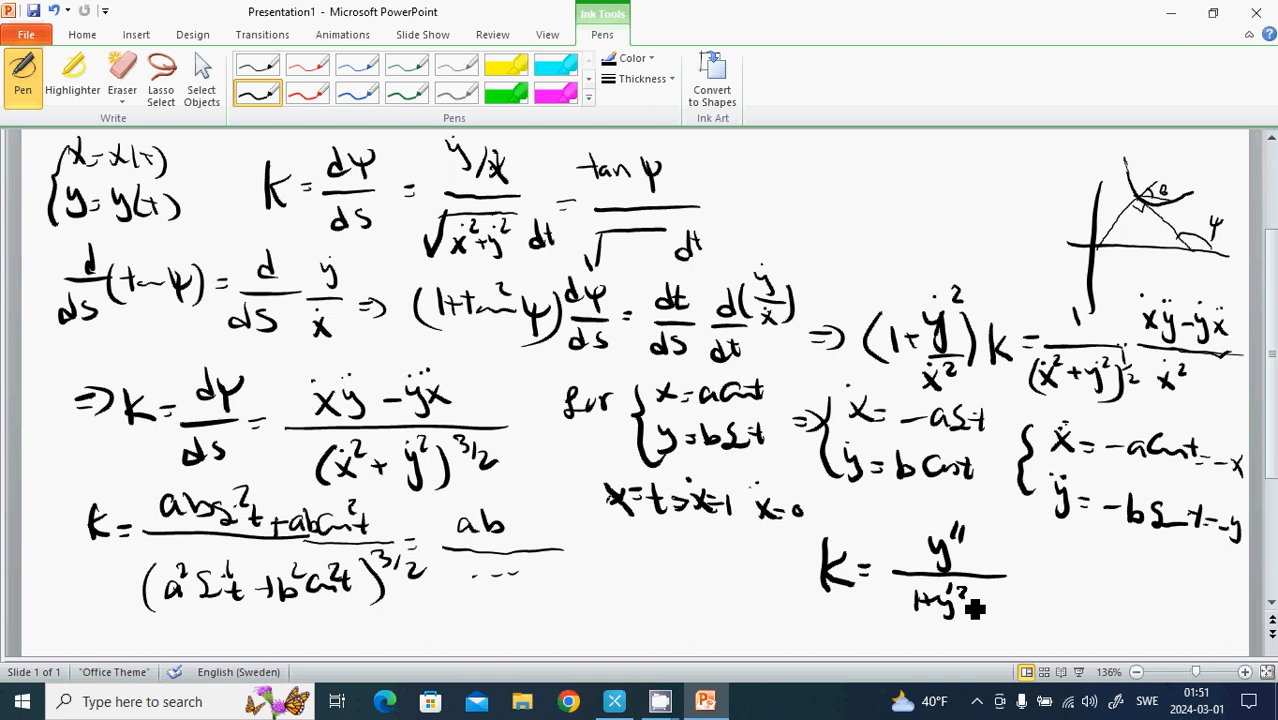 Presentation1 - Microsoft PowerPoint
Ink Tools
File Home Insert Design Transitions Animations Slide Show Review View Pens
Pen Highlighter Eraser Lasso Select Select Objects
Color
Thickness
Convert to Shapes
Write Pens Ink Art
x = x(t)
y = y(t)
K = dψ/ds = ẏ/ẋ / √(ẋ²+ẏ²) dt = tan ψ / √ dt
θ
ψ
d/ds (tan ψ) = d/ds ẏ/ẋ ⇒ (1+tan²ψ) dψ/ds = dt/ds d(ẏ/ẋ)/dt ⇒ (1+ẏ²/ẋ²) K = 1/(ẋ²+ẏ²)^1/2 (ẋÿ-ẏẍ)/ẋ²
⇒ K = dψ/ds = (ẋÿ - ẏẍ)/(ẋ²+ẏ²)^3/2
for { x = a Cos t
y = b Σ t
⇒ { ẋ = -a Σ t
ẏ = b Cos t
{ ẍ = -a Cos t = -x
ÿ = -b Σ t = -y
x = t ⇒ ẋ = 1 ẍ = 0
K = (ab Σ²t + ab Cos²t)/(a² Σ²t + b² Cos²t)^3/2 = ab/...
K = y''/1+y'²
Slide 1 of 1 "Office Theme" English (Sweden) 136%
Type here to search
40°F
SWE
01:51
2024-03-01